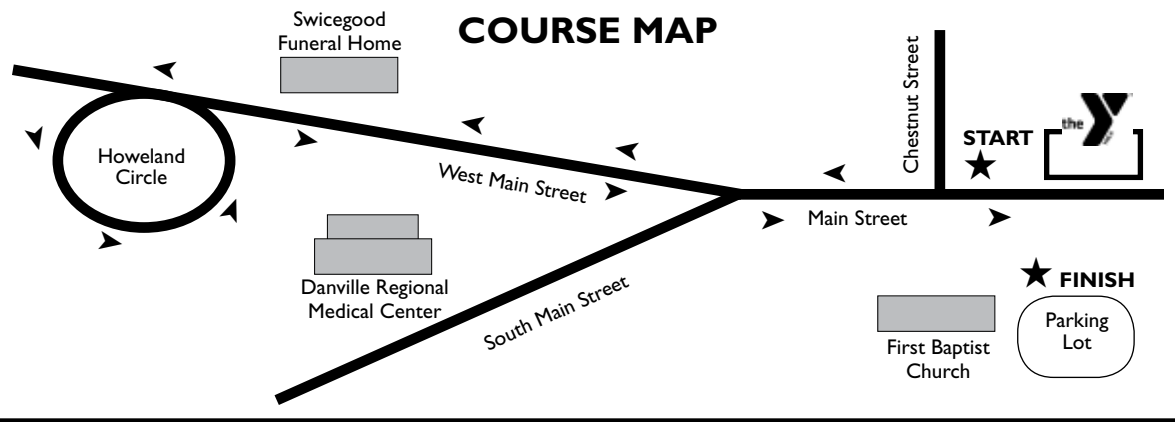 COURSE MAP
Swicegood
Funeral Home
Chestnut Street
START
the Y
Howeland
Circle
West Main Street
Main Street
Danville Regional
Medical Center
South Main Street
FINISH
Parking
Lot
First Baptist
Church